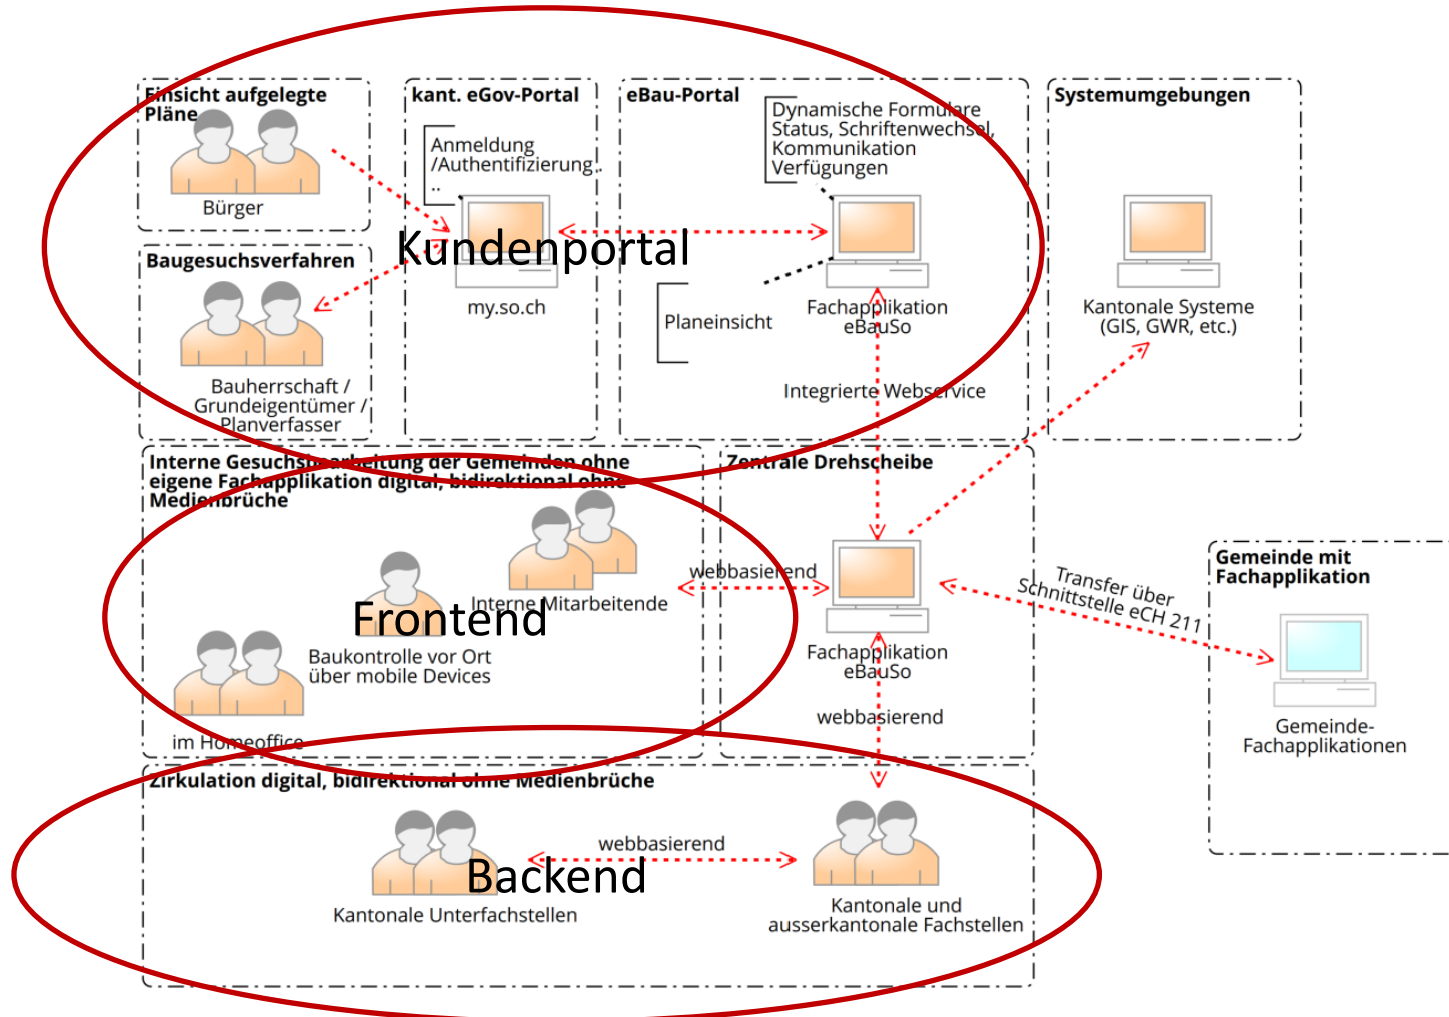 Einsicht aufgelegte
Pläne
Bürger
kant. eGov-Portal
Anmeldung
/Authentifizierung..
..
my.so.ch
eBau-Portal
Dynamische Formulare
Status, Schriftenwechsel,
Kommunikation
Verfügungen
Planeinsicht
Fachapplikation
eBauSo
Integrierte Webservice
Systemumgebungen
Kantonale Systeme
(GIS, GWR, etc.)
Kundenportal
Baugesuchsverfahren
Bauherrschaft /
Grundeigentümer /
Planverfasser
Interne Gesuchsbearbeitung der Gemeinden ohne
eigene Fachapplikation digital, bidirektional ohne
Medienbrüche
Interne Mitarbeitende
Frontend
Baukontrolle vor Ort
über mobile Devices
im Homeoffice
webbasierend
Zentrale Drehscheibe
Fachapplikation
eBauSo
webbasierend
Transfer über
Schnittstelle eCH 211
Gemeinde mit
Fachapplikation
Gemeinde-
Fachapplikationen
Zirkulation digital, bidirektional ohne Medienbrüche
webbasierend
Backend
Kantonale Unterfachstellen
Kantonale und
ausserkantonale Fachstellen